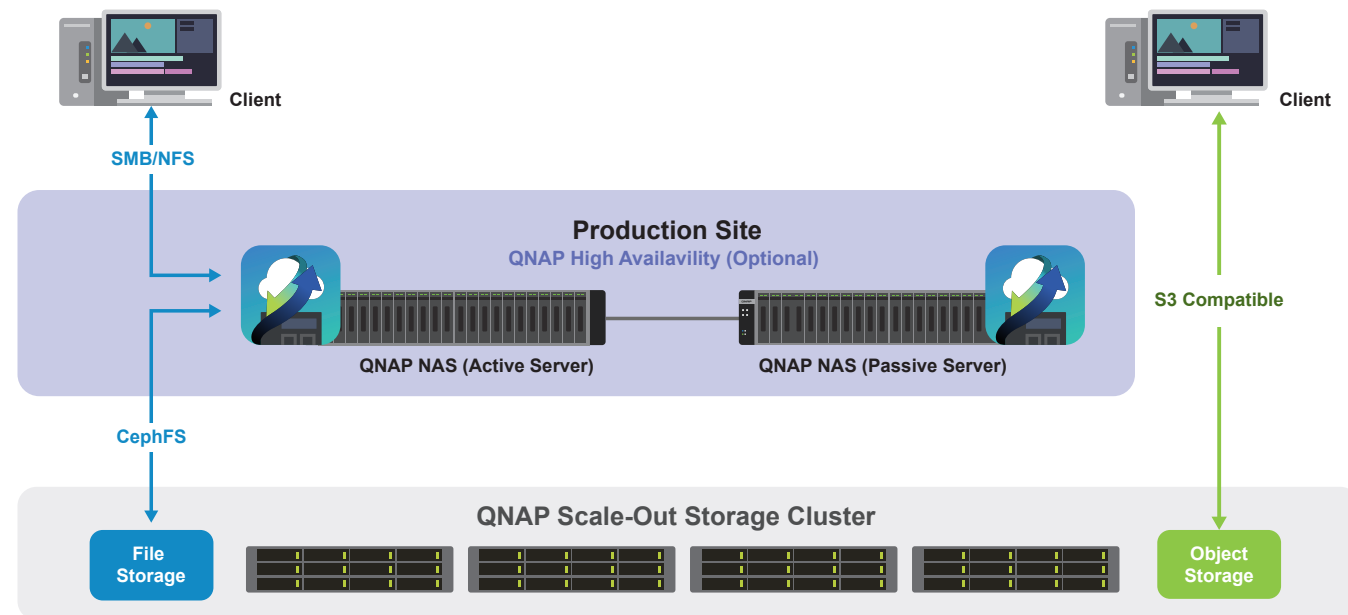 Client
Client
SMB/NFS
Production Site
QNAP High Availavility (Optional)
S3 Compatible
QNAP NAS (Active Server)
QNAP NAS (Passive Server)
CephFS
QNAP Scale-Out Storage Cluster
File
Storage
Object
Storage